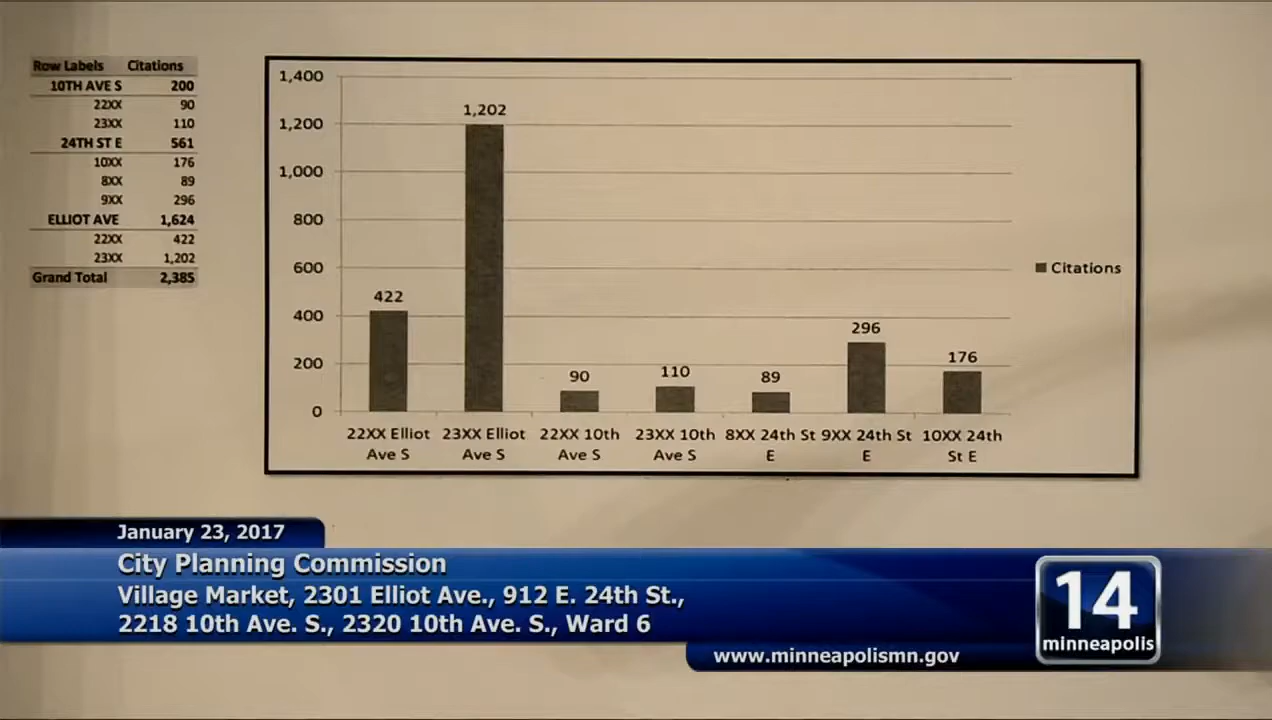 Row Labels Citations
10TH AVE S 200
22XX 90
23XX 110
24TH ST E 561
10XX 176
8XX 89
9XX 296
ELLIOT AVE 1,624
22XX 422
23XX 1,202
Grand Total 2,385
1,400
1,200
1,000
800
600
400
200
0
422
1,202
90
110
89
296
176
22XX Elliot
Ave S
23XX Elliot
Ave S
22XX 10th
Ave S
23XX 10th
Ave S
8XX 24th St
E
9XX 24th St
E
10XX 24th
St E
Citations
January 23, 2017
City Planning Commission
Village Market, 2301 Elliot Ave., 912 E. 24th St.,
2218 10th Ave. S., 2320 10th Ave. S., Ward 6
www.minneapolismn.gov
14
minneapolis